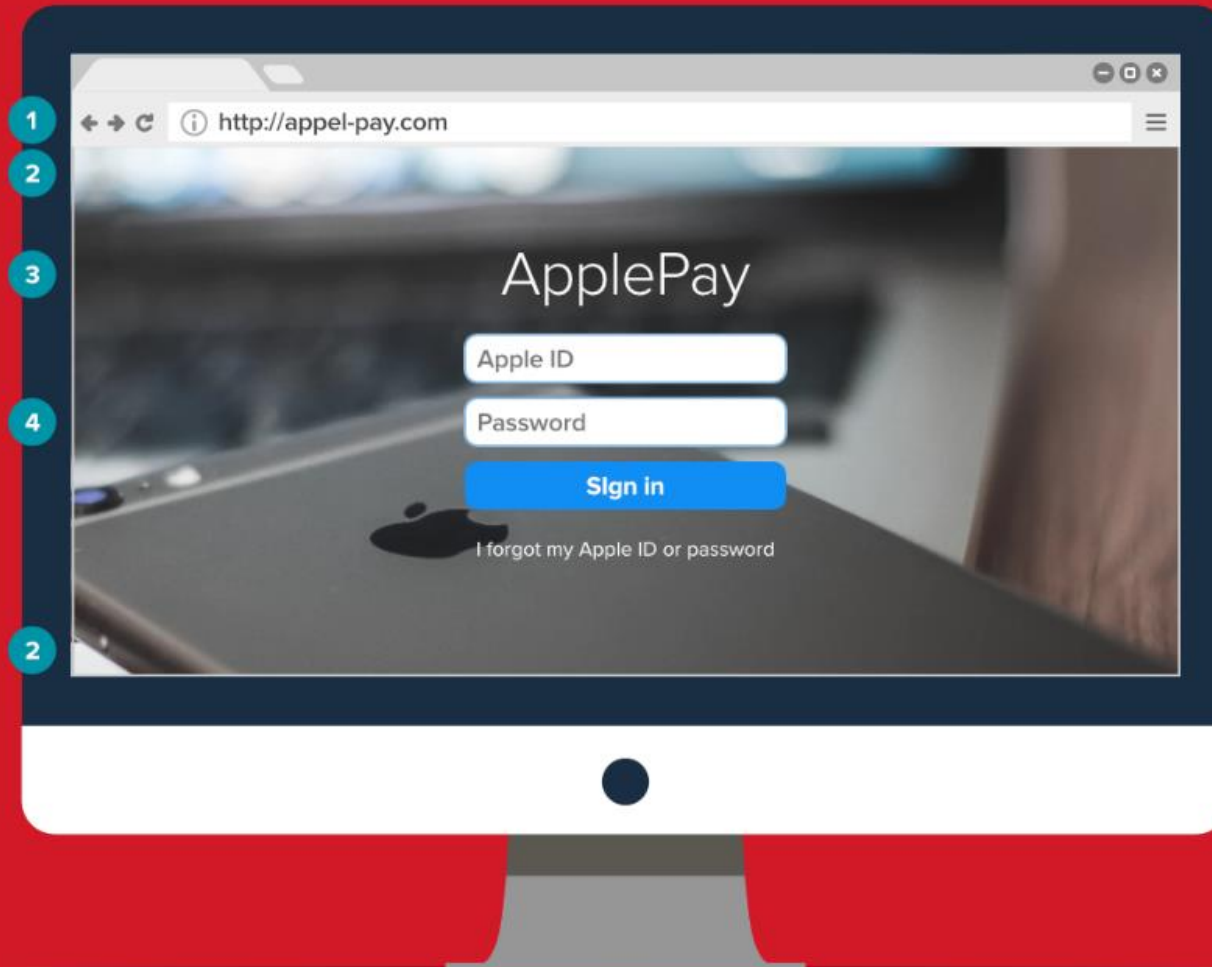 1
http://appel-pay.com
2
3
ApplePay
Apple ID
4
Password
SIgn in
I forgot my Apple ID or password
2